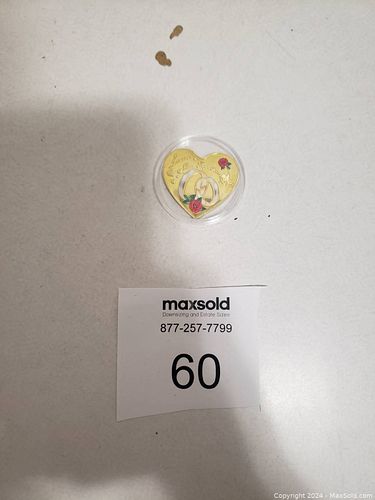 maxsold
Downsizing and Estate Sales
877-257-7799
60
Copyright 2024 - MaxSold.com